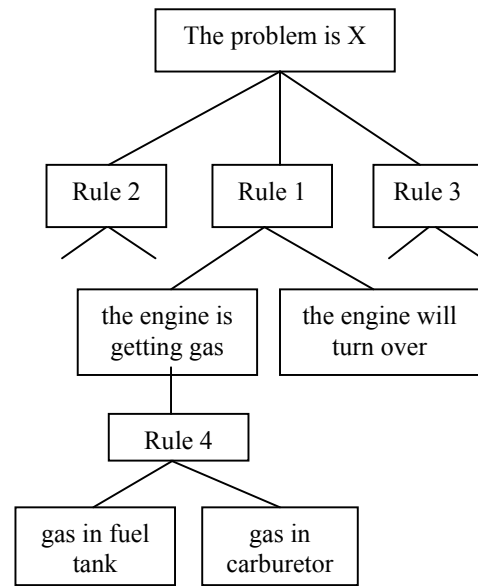 The problem is X
Rule 2
Rule 1
Rule 3
the engine is
getting gas
the engine will
turn over
Rule 4
gas in fuel
tank
gas in
carburetor